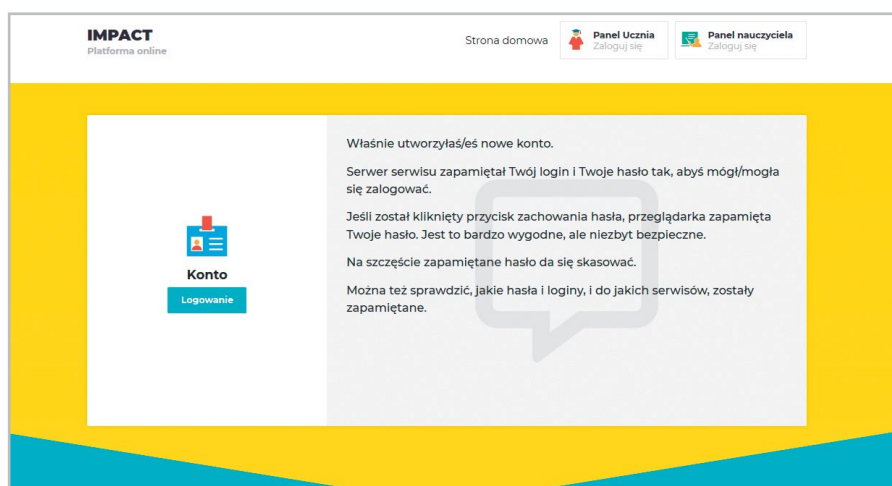 IMPACT
Platforma online
Strona domowa
Panel Ucznia
Zaloguj się
Panel nauczyciela
Zaloguj się
Właśnie utworzyłaś/eś nowe konto.
Serwer serwisu zapamiętał Twój login i Twoje hasło tak, abyś mógł/mogła
się zalogować.
Jeśli został kliknięty przycisk zachowania hasła, przeglądarka zapamięta
Twoje hasło. Jest to bardzo wygodne, ale niezbyt bezpieczne.
Na szczęście zapamiętane hasło da się skasować.
Można też sprawdzić, jakie hasła i loginy, i do jakich serwisów, zostały
zapamiętane.
Konto
Logowanie